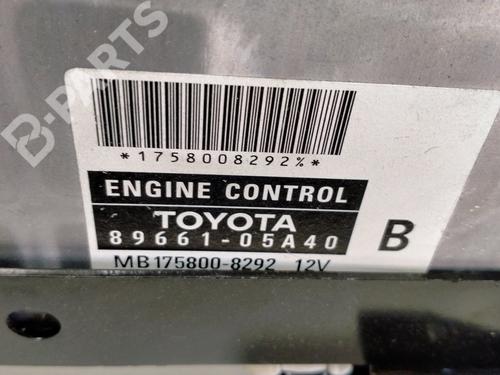 B-PARTS
*1758008292%*
ENGINE CONTROL
TOYOTA
89661-05A40
B
MB175800-8292 12V